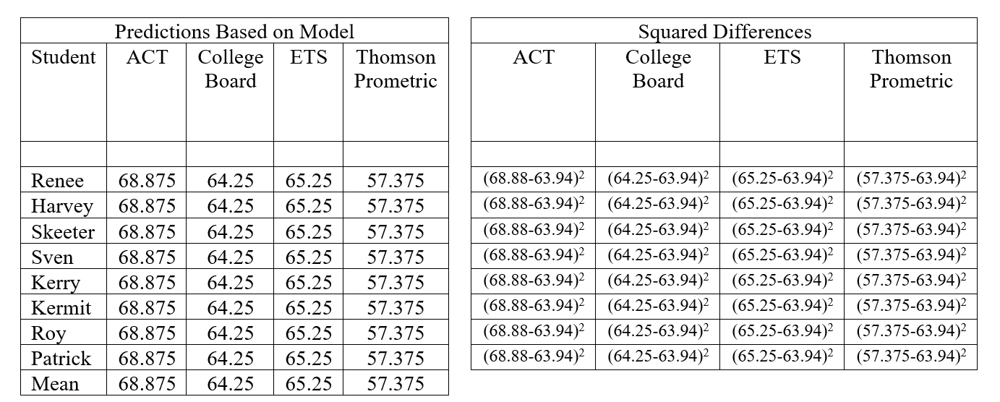 Predictions Based on Model
Student ACT College ETS Thomson
Board Prometric
Renee 68.875 64.25 65.25 57.375
Harvey 68.875 64.25 65.25 57.375
Skeeter 68.875 64.25 65.25 57.375
Sven 68.875 64.25 65.25 57.375
Kerry 68.875 64.25 65.25 57.375
Kermit 68.875 64.25 65.25 57.375
Roy 68.875 64.25 65.25 57.375
Patrick 68.875 64.25 65.25 57.375
Mean 68.875 64.25 65.25 57.375
Squared Differences
ACT College ETS Thomson
Board Prometric
(68.88-63.94)² (64.25-63.94)² (65.25-63.94)² (57.375-63.94)²
(68.88-63.94)² (64.25-63.94)² (65.25-63.94)² (57.375-63.94)²
(68.88-63.94)² (64.25-63.94)² (65.25-63.94)² (57.375-63.94)²
(68.88-63.94)² (64.25-63.94)² (65.25-63.94)² (57.375-63.94)²
(68.88-63.94)² (64.25-63.94)² (65.25-63.94)² (57.375-63.94)²
(68.88-63.94)² (64.25-63.94)² (65.25-63.94)² (57.375-63.94)²
(68.88-63.94)² (64.25-63.94)² (65.25-63.94)² (57.375-63.94)²
(68.88-63.94)² (64.25-63.94)² (65.25-63.94)² (57.375-63.94)²